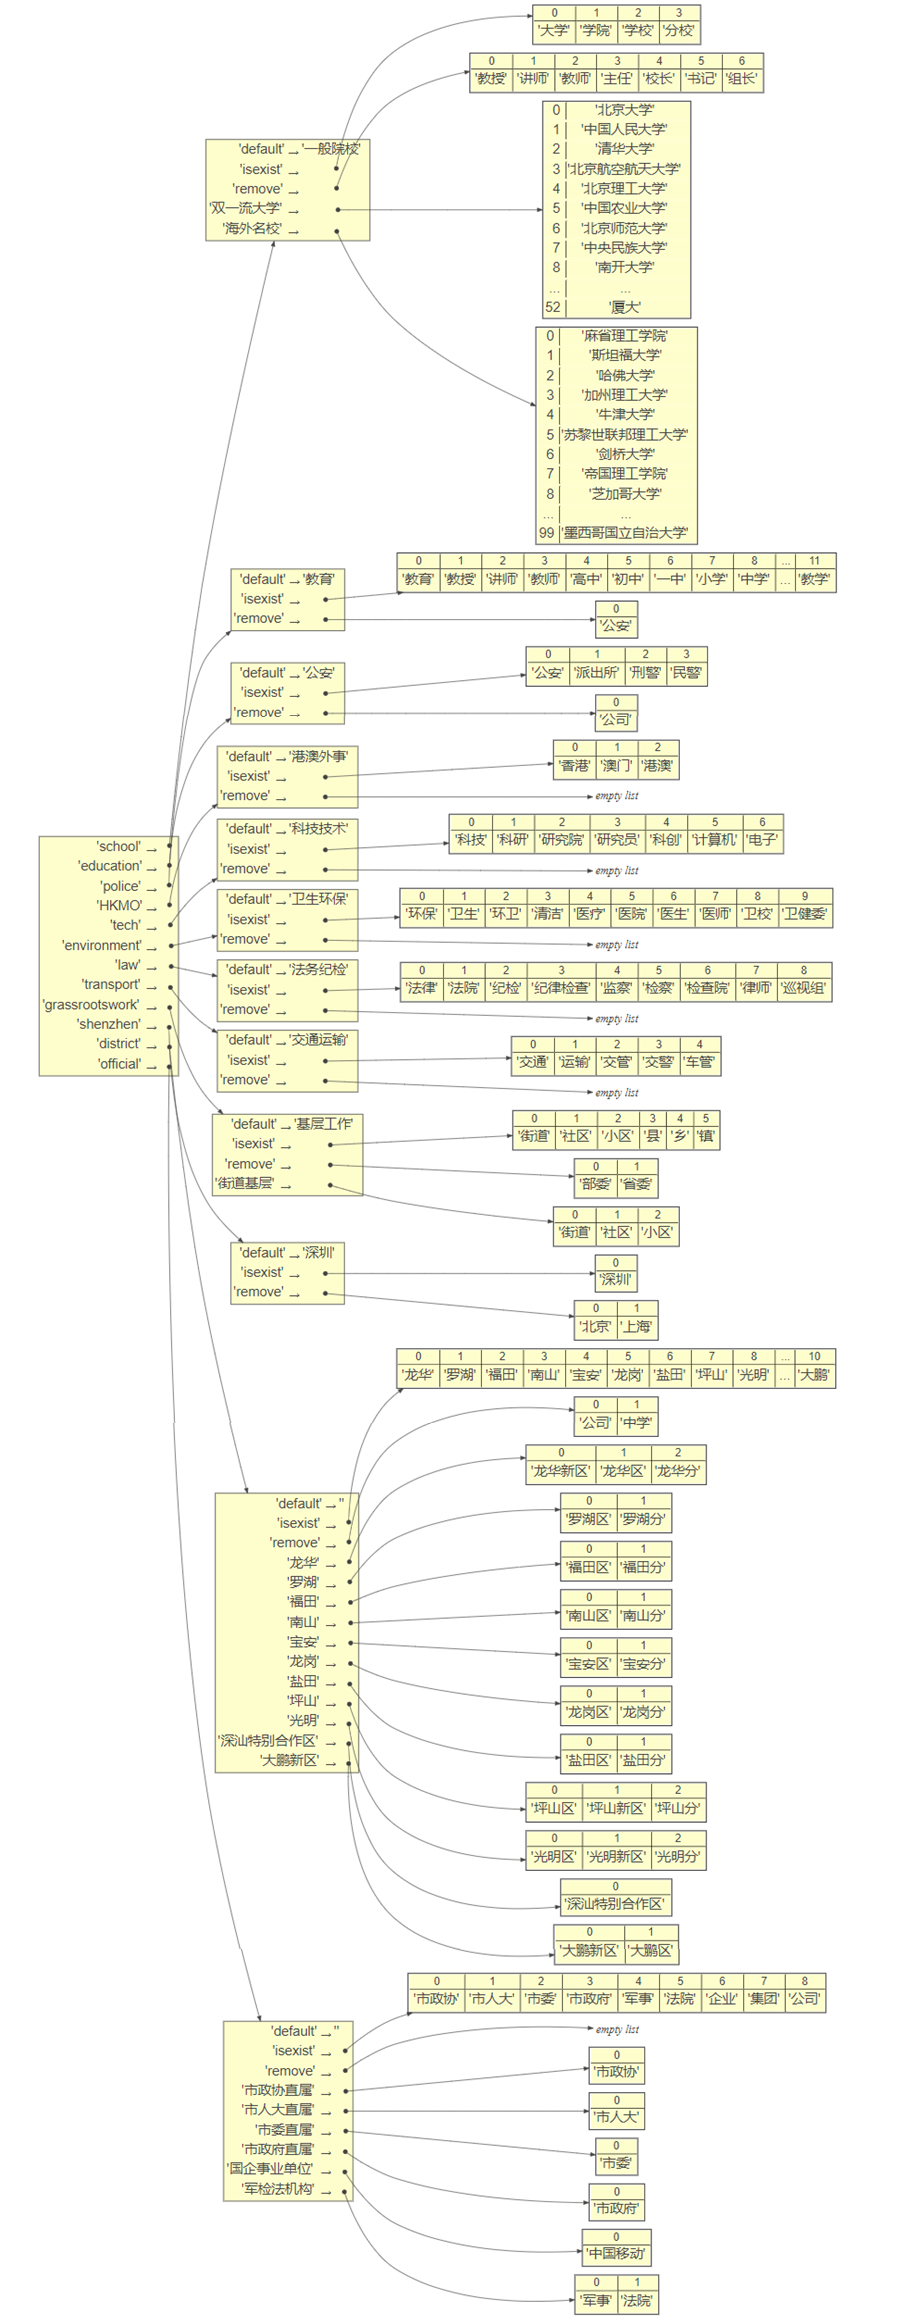 0 1 2 3
'大学' '学院' '学校' '分校'
0 1 2 3 4 5 6
'教授' '讲师' '教师' '主任' '校长' '书记' '组长'
0 '北京大学'
1 '中国人民大学'
2 '清华大学'
3 '北京航空航天大学'
4 '北京理工大学'
5 '中国农业大学'
6 '北京师范大学'
7 '中央民族大学'
8 '南开大学'
... ...
52 '厦大'
'default' → '一般院校'
'isexist' →
'remove' →
'双一流大学' →
'海外名校' →
0 '麻省理工学院'
1 '斯坦福大学'
2 '哈佛大学'
3 '加州理工大学'
4 '牛津大学'
5 '苏黎世联邦理工大学'
6 '剑桥大学'
7 '帝国理工学院'
8 '芝加哥大学'
... ...
99 '墨西哥国立自治大学'
'default' → '教育'
'isexist' →
'remove' →
0 1 2 3 4 5 6 7 8 ... 11
'教育' '教授' '讲师' '教师' '高中' '初中' '一中' '小学' '中学' ... '教学'
0
'公安'
'default' → '公安'
'isexist' →
'remove' →
0 1 2 3
'公安' '派出所' '刑警' '民警'
0
'公司'
'default' → '港澳外事'
'isexist' →
'remove' →
0 1 2
'香港' '澳门' '港澳'
empty list
'default' → '科技技术'
'isexist' →
'remove' →
0 1 2 3 4 5 6
'科技' '科研' '研究院' '研究员' '科创' '计算机' '电子'
empty list
'school' →
'education' →
'police' →
'HKMO' →
'tech' →
'environment' →
'law' →
'transport' →
'grassrootswork' →
'shenzhen' →
'district' →
'official' →
'default' → '卫生环保'
'isexist' →
'remove' →
0 1 2 3 4 5 6 7 8 9
'环保' '卫生' '环卫' '清洁' '医疗' '医院' '医生' '医师' '卫校' '卫健委'
empty list
'default' → '法务纪检'
'isexist' →
'remove' →
0 1 2 3 4 5 6 7 8
'法律' '法院' '纪检' '纪律检查' '监察' '检察' '检查院' '律师' '巡视组'
empty list
'default' → '交通运输'
'isexist' →
'remove' →
0 1 2 3 4
'交通' '运输' '交管' '交警' '车管'
empty list
'default' → '基层工作'
'isexist' →
'remove' →
'街道基层' →
0 1 2 3 4 5
'街道' '社区' '小区' '县' '乡' '镇'
0 1
'部委' '省委'
0 1 2
'街道' '社区' '小区'
'default' → '深圳'
'isexist' →
'remove' →
0
'深圳'
0 1
'北京' '上海'
0 1 2 3 4 5 6 7 8 ... 10
'龙华' '罗湖' '福田' '南山' '宝安' '龙岗' '盐田' '坪山' '光明' ... '大鹏'
0 1
'公司' '中学'
0 1 2
'龙华新区' '龙华区' '龙华分'
'default' → ''
'isexist' →
'remove' →
'龙华' →
'罗湖' →
'福田' →
'南山' →
'宝安' →
'龙岗' →
'盐田' →
'坪山' →
'光明' →
'深汕特别合作区' →
'大鹏新区' →
0 1
'罗湖区' '罗湖分'
0 1
'福田区' '福田分'
0 1
'南山区' '南山分'
0 1
'宝安区' '宝安分'
0 1
'龙岗区' '龙岗分'
0 1
'盐田区' '盐田分'
0 1 2
'坪山区' '坪山新区' '坪山分'
0 1 2
'光明区' '光明新区' '光明分'
0
'深汕特别合作区'
0 1
'大鹏新区' '大鹏区'
0 1 2 3 4 5 6 7 8
'市政协' '市人大' '市委' '市政府' '军事' '法院' '企业' '集团' '公司'
'default' → ''
'isexist' →
'remove' →
'市政协直属' →
'市人大直属' →
'市委直属' →
'市政府直属' →
'国企事业单位' →
'军检法机构' →
empty list
0
'市政协'
0
'市人大'
0
'市委'
0
'市政府'
0
'中国移动'
0 1
'军事' '法院'